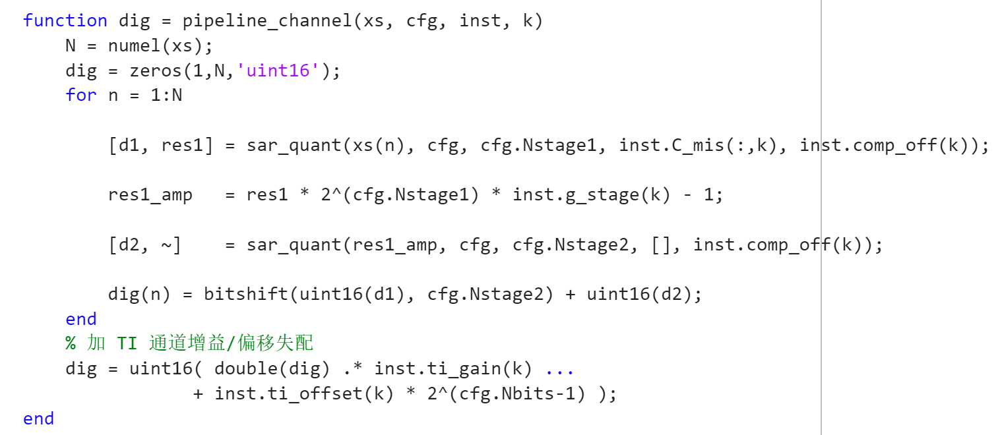 function dig = pipeline_channel(xs, cfg, inst, k)
    N = numel(xs);
    dig = zeros(1,N,'uint16');
    for n = 1:N
        [d1, res1] = sar_quant(xs(n), cfg, cfg.Nstage1, inst.C_mis(:,k), inst.comp_off(k));
        res1_amp   = res1 * 2^(cfg.Nstage1) * inst.g_stage(k) - 1;
        [d2, ~]    = sar_quant(res1_amp, cfg, cfg.Nstage2, [], inst.comp_off(k));
        dig(n) = bitshift(uint16(d1), cfg.Nstage2) + uint16(d2);
    end
    % 加 TI 通道增益/偏移失配
    dig = uint16( double(dig) .* inst.ti_gain(k) ...
                + inst.ti_offset(k) * 2^(cfg.Nbits-1) );
end